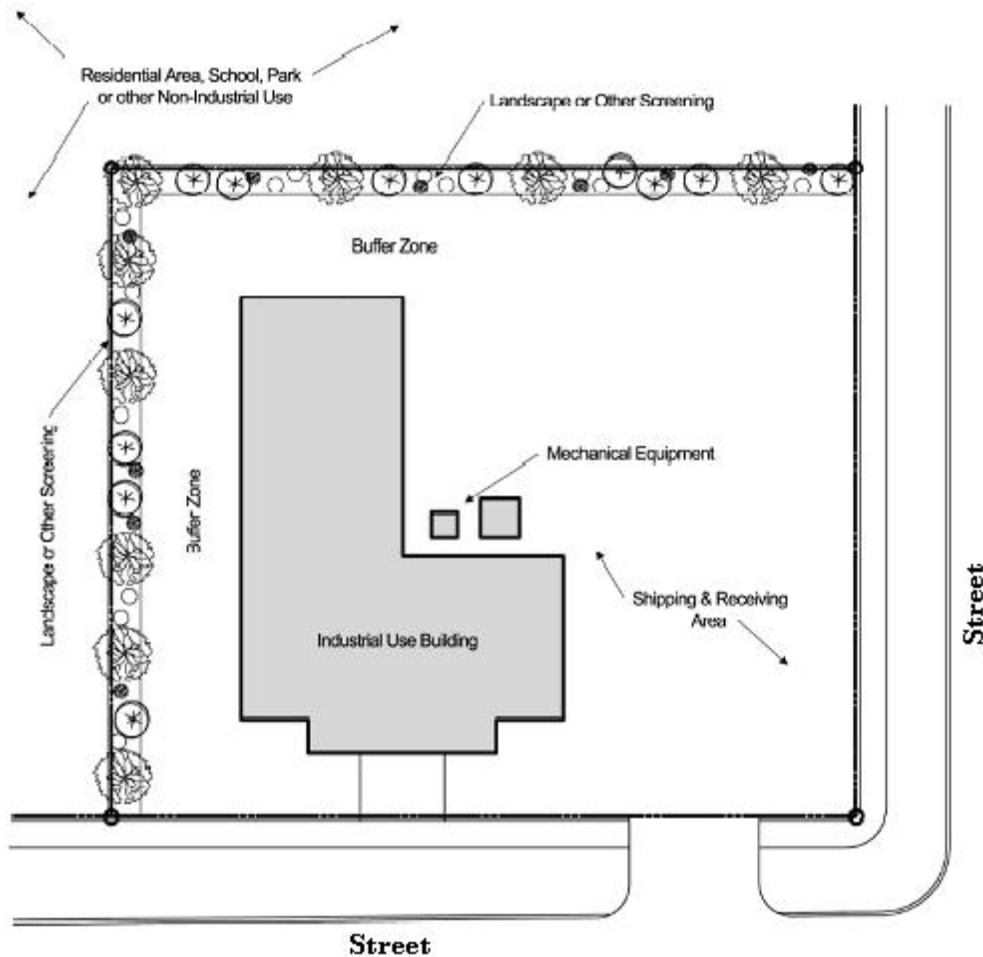 Residential Area, School, Park
or other Non-Industrial Use
Landscape or Other Screening
Buffer Zone
Landscape or Other Screening
Buffer Zone
Mechanical Equipment
Shipping & Receiving
Area
Industrial Use Building
Street
Street